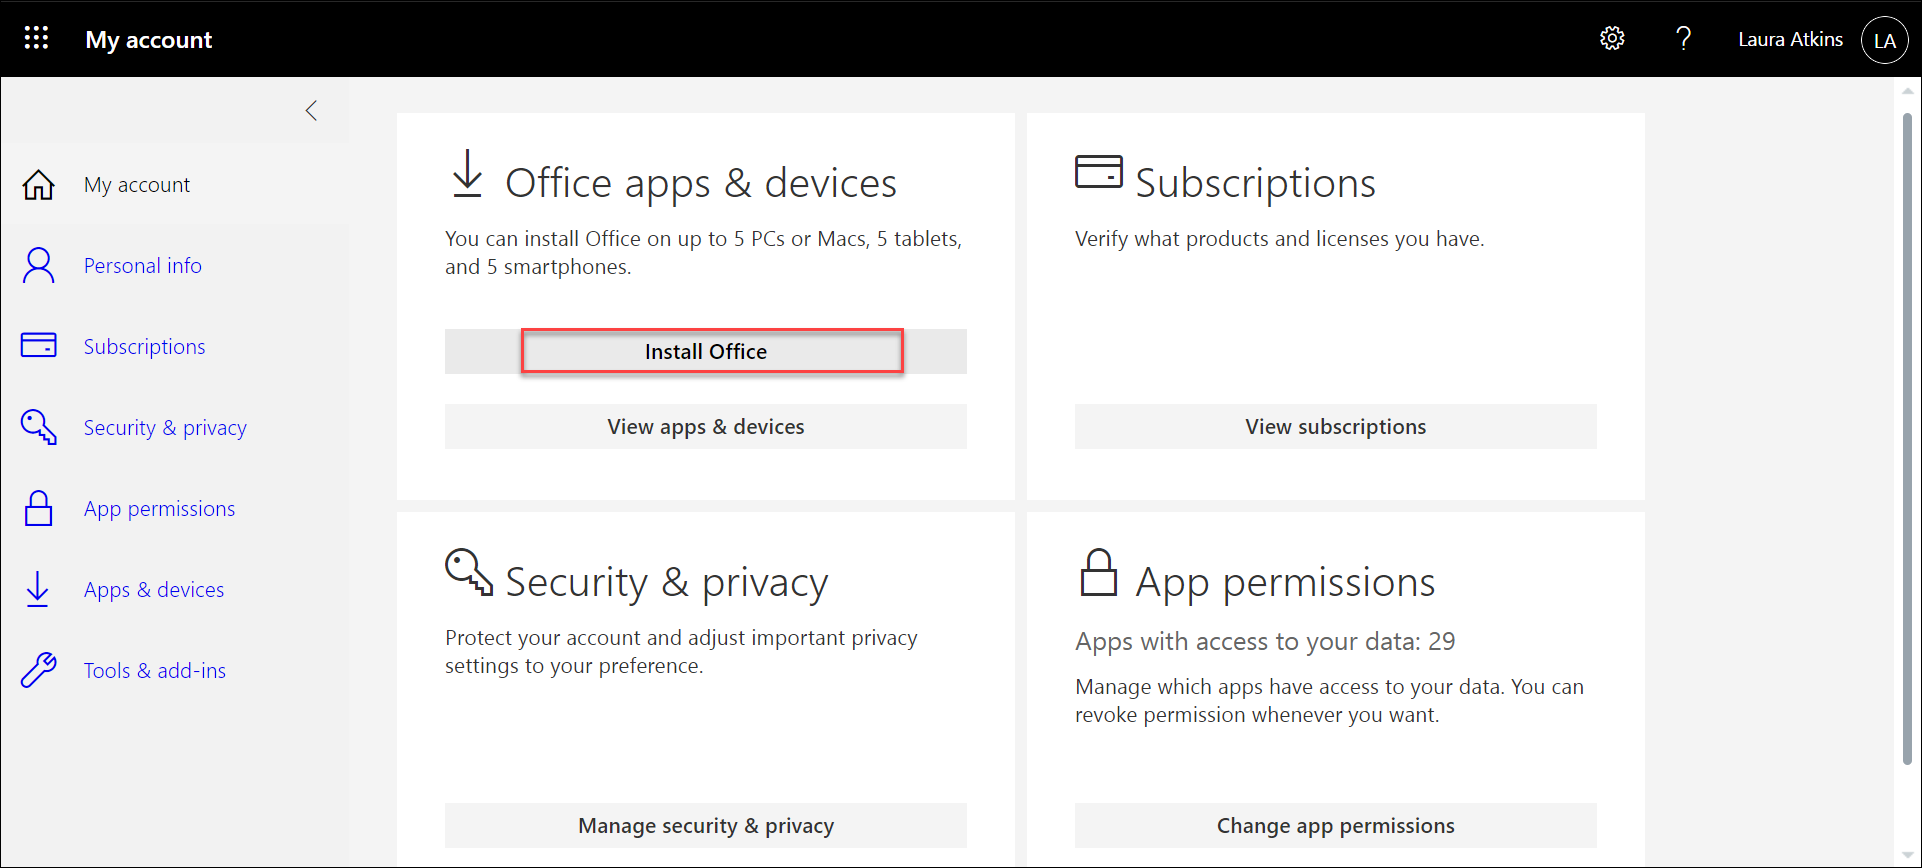 My account
? Laura Atkins LA
My account
Personal info
Subscriptions
Security & privacy
App permissions
Apps & devices
Tools & add-ins
Office apps & devices
You can install Office on up to 5 PCs or Macs, 5 tablets,
and 5 smartphones.
Install Office
View apps & devices
Subscriptions
Verify what products and licenses you have.
View subscriptions
Security & privacy
Protect your account and adjust important privacy
settings to your preference.
Manage security & privacy
App permissions
Apps with access to your data: 29
Manage which apps have access to your data. You can
revoke permission whenever you want.
Change app permissions